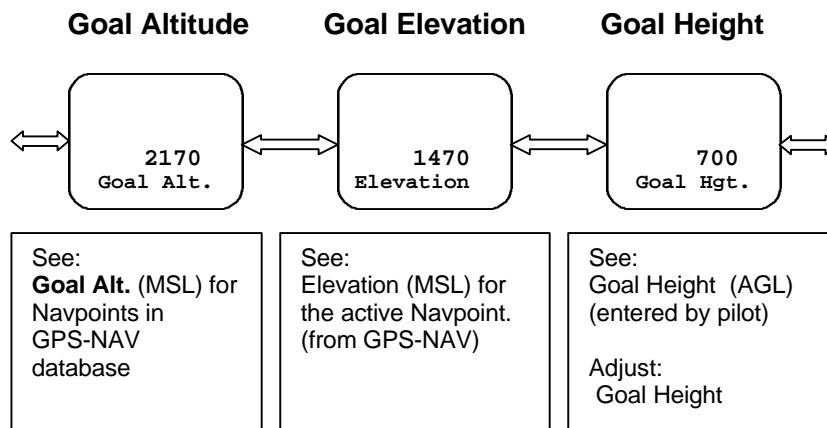 Goal Altitude
Goal Elevation
Goal Height
2170
Goal Alt.
1470
Elevation
700
Goal Hgt.
See:
Goal Alt. (MSL) for
Navpoints in
GPS-NAV
database
See:
Elevation (MSL) for
the active Navpoint.
(from GPS-NAV)
See:
Goal Height (AGL)
(entered by pilot)
Adjust:
Goal Height